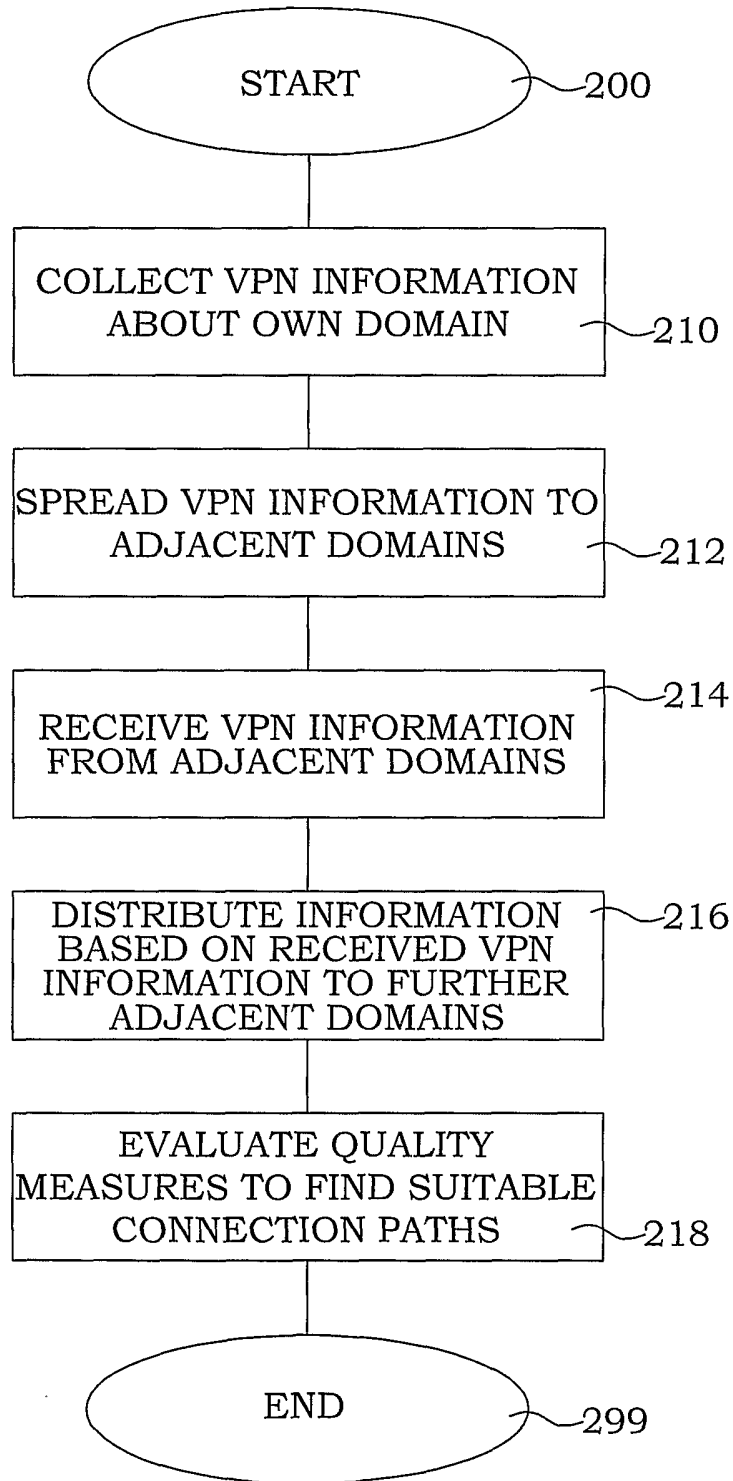 START
200
COLLECT VPN INFORMATION
ABOUT OWN DOMAIN
210
SPREAD VPN INFORMATION TO
ADJACENT DOMAINS
212
214
RECEIVE VPN INFORMATION
FROM ADJACENT DOMAINS
216
DISTRIBUTE INFORMATION
BASED ON RECEIVED VPN
INFORMATION TO FURTHER
ADJACENT DOMAINS
EVALUATE QUALITY
MEASURES TO FIND SUITABLE
CONNECTION PATHS
218
END
299